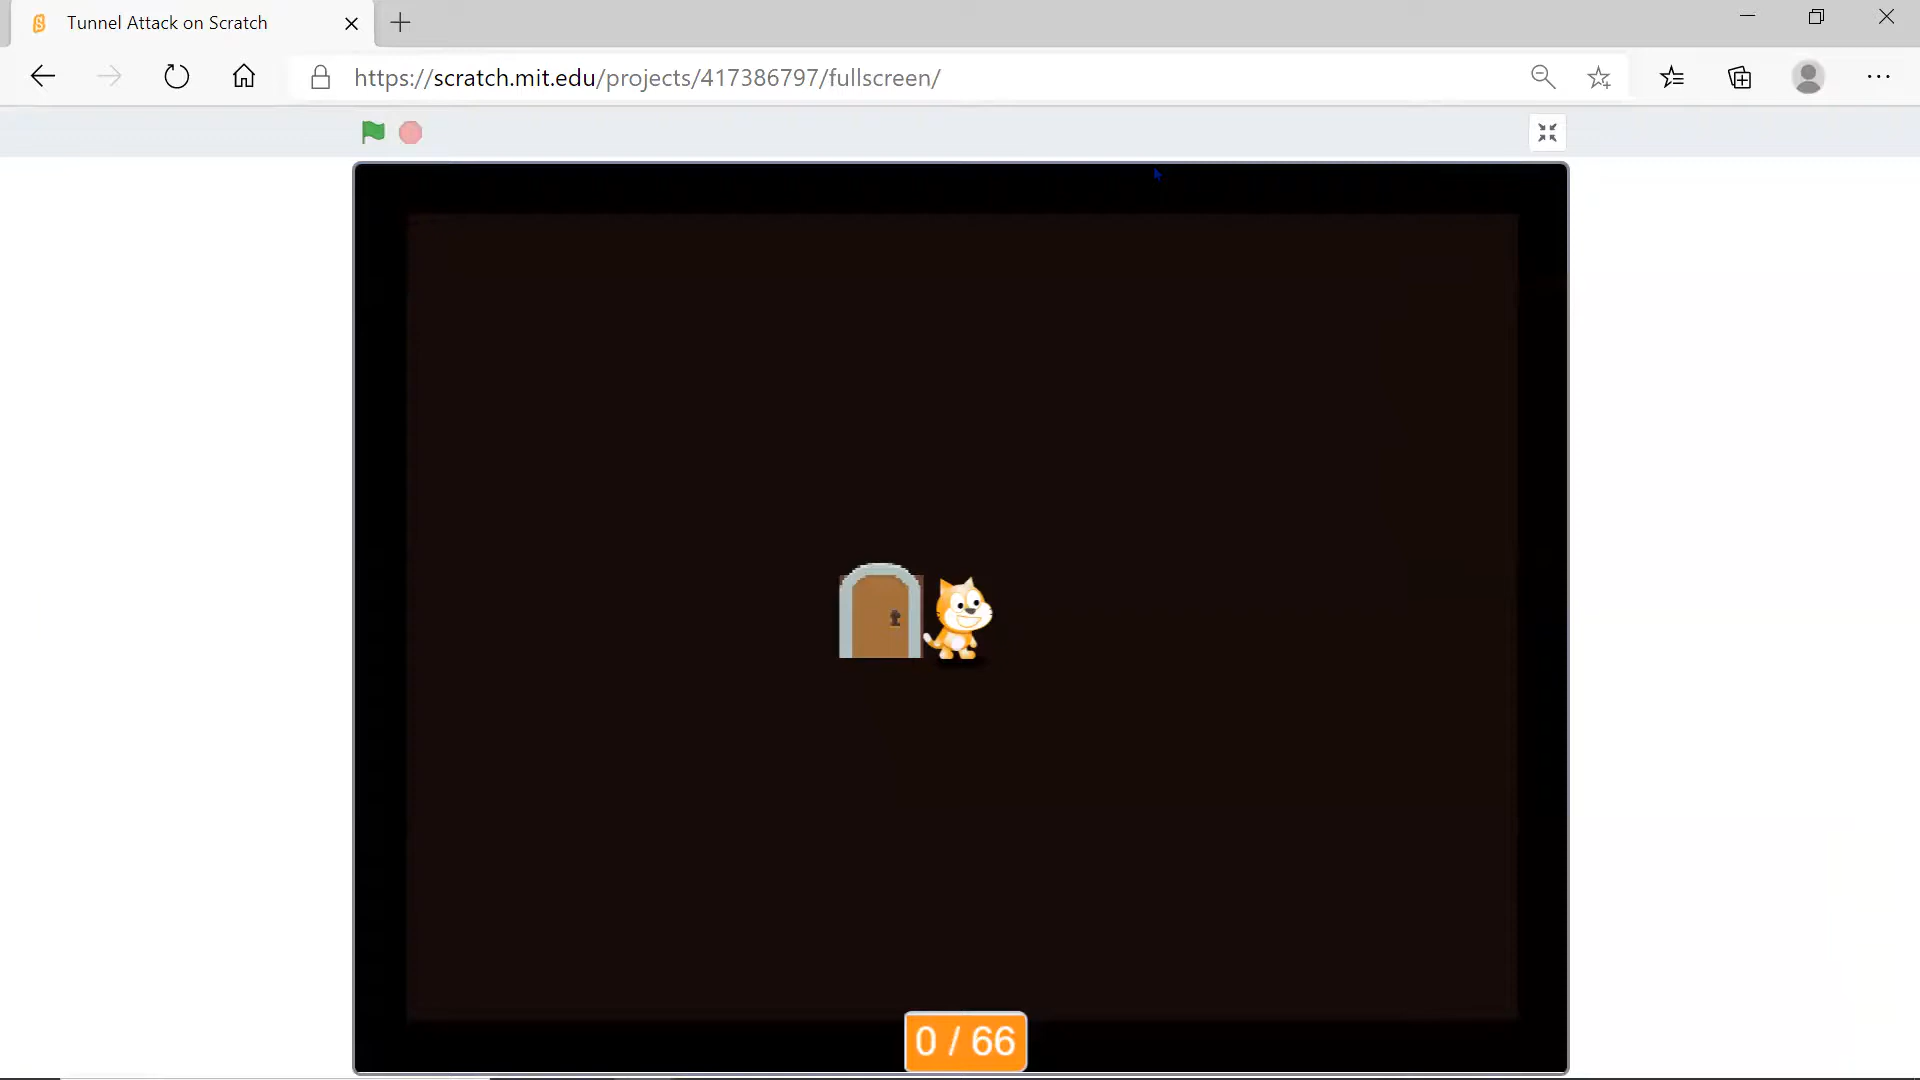 Tunnel Attack on Scratch
https://scratch.mit.edu/projects/417386797/fullscreen/
0 / 66